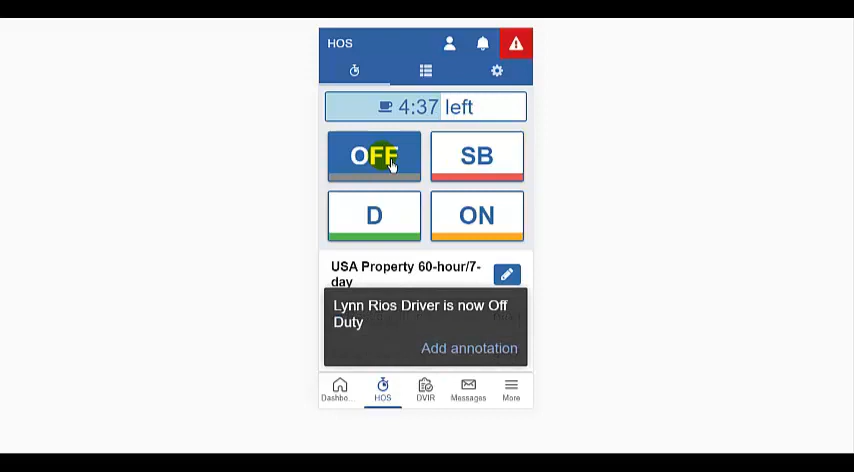 HOS
4:37 left
OFF
SB
D
ON
USA Property 60-hour/7-
day
Lynn Rios Driver is now Off
Duty
Add annotation
Dashbo...
HOS
DVIR
Messages
More